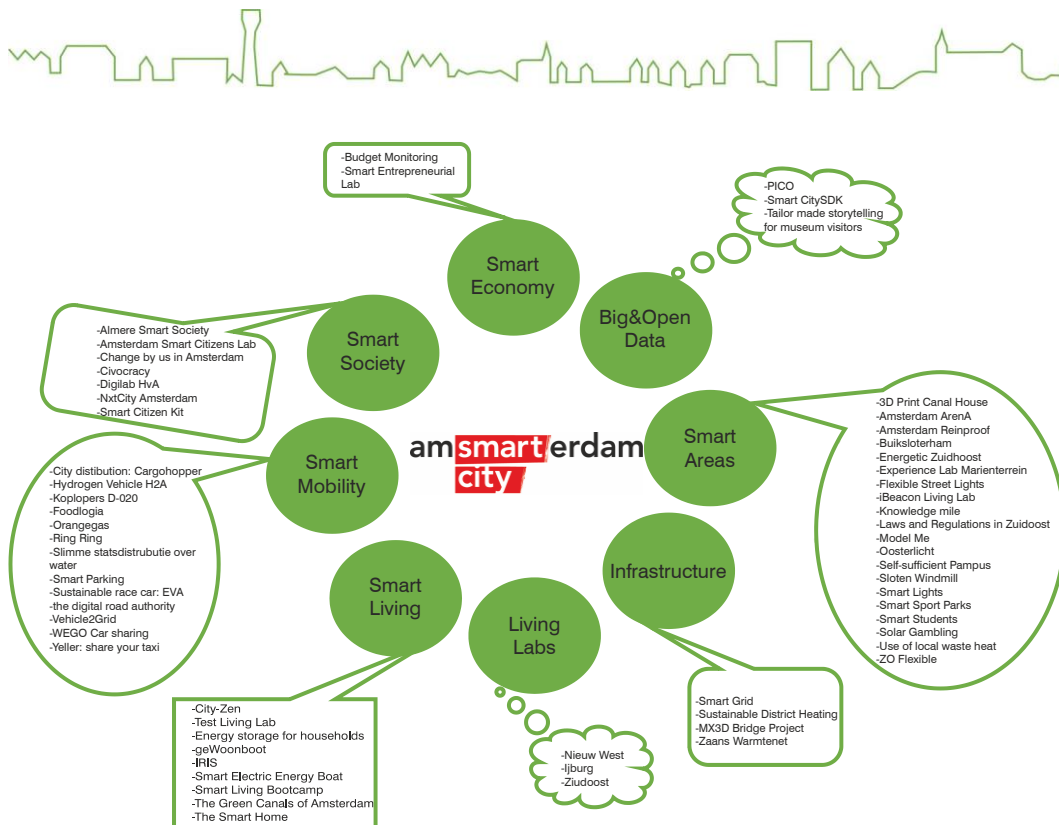 -Budget Monitoring
-Smart Entrepreneurial
Lab
-PICO
-Smart CitySDK
-Tailor made storytelling
for museum visitors
Smart
Economy
Big&Open
Data
Smart
Society
-Almere Smart Society
-Amsterdam Smart Citizens Lab
-Change by us in Amsterdam
-Civocracy
-Digilab HvA
-NxtCity Amsterdam
-Smart Citizen Kit
Smart
Areas
-3D Print Canal House
-Amsterdam ArenA
-Amsterdam Reinproof
-Buiksloterham
-Energetic Zuidhoost
-Experience Lab Marienterrein
-Flexible Street Lights
-iBeacon Living Lab
-Knowledge mile
-Laws and Regulations in Zuidoost
-Model Me
-Oosterlicht
-Self-sufficient Pampus
-Sloten Windmill
-Smart Lights
-Smart Sport Parks
-Smart Students
-Solar Gambling
-Use of local waste heat
-ZO Flexible
amsmarterdam
city
Smart
Mobility
-City distibution: Cargohopper
-Hydrogen Vehicle H2A
-Koplopers D-020
-Foodlogia
-Orangegas
-Ring Ring
-Slimme statsdistrubutie over
water
-Smart Parking
-Sustainable race car: EVA
-the digital road authority
-Vehicle2Grid
-WEGO Car sharing
-Yeller: share your taxi
Infrastructure
Smart
Living
Living
Labs
-City-Zen
-Test Living Lab
-Energy storage for households
-geWoonboot
-IRIS
-Smart Electric Energy Boat
-Smart Living Bootcamp
-The Green Canals of Amsterdam
-The Smart Home
-Nieuw West
-Ijburg
-Ziudoost
-Smart Grid
-Sustainable District Heating
-MX3D Bridge Project
-Zaans Warmtenet